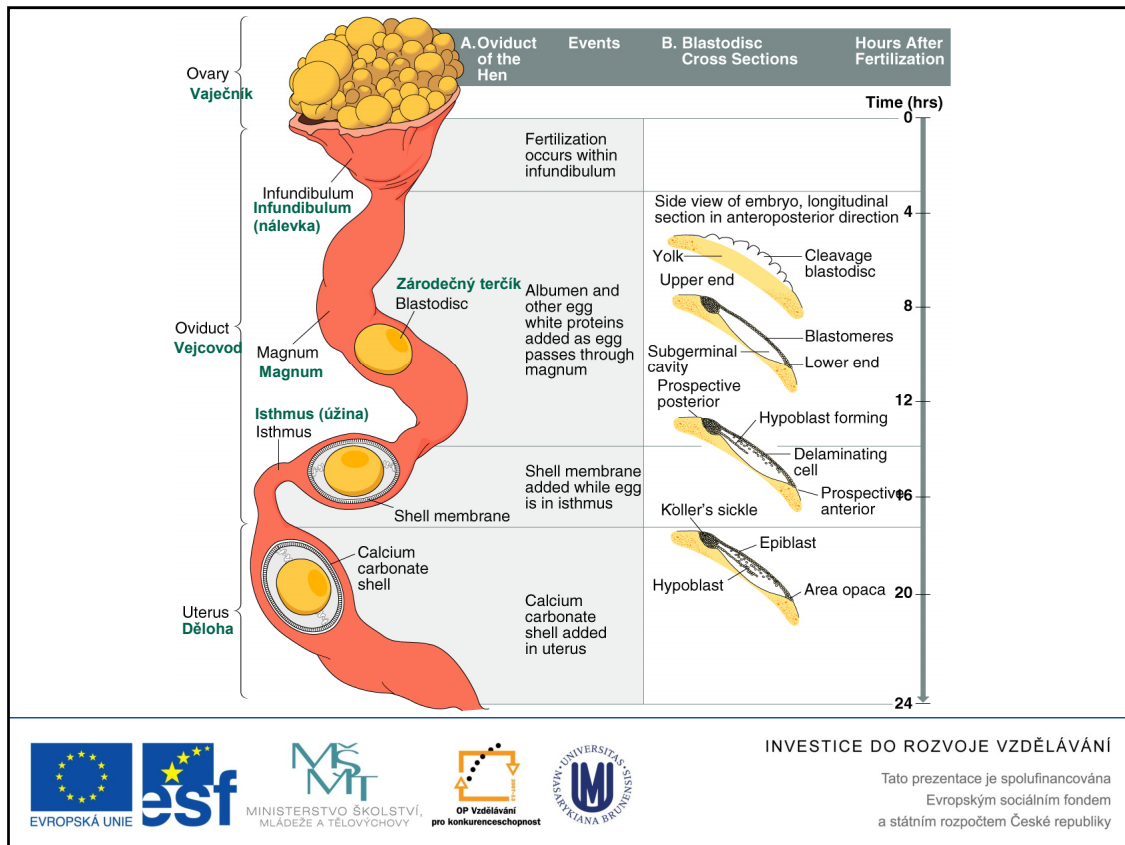 A. Oviduct
of the
Hen
Events
B. Blastodisc
Cross Sections
Hours After
Fertilization
Ovary
Vaječník
Time (hrs)
0
Fertilization
occurs within
infundibulum
Infundibulum
Infundibulum
(nálevka)
Side view of embryo, longitudinal
section in anteroposterior direction
4
Yolk
Cleavage
blastodisc
Upper end
Zárodečný terčík
Blastodisc
Albumen and
other egg
white proteins
added as egg
passes through
magnum
8
Oviduct
Vejcovod
Magnum
Magnum
Blastomeres
Subgerminal
cavity
Lower end
Prospective
posterior
12
Isthmus (úžina)
Isthmus
Hypoblast forming
Delaminating
cell
Shell membrane
added while egg
is in isthmus
Prospective
anterior
16
Shell membrane
Koller's sickle
Epiblast
Calcium
carbonate
shell
Hypoblast
Area opaca
20
Uterus
Děloha
Calcium
carbonate
shell added
in uterus
24
EVROPSKÁ UNIE
esf
MŠ
MT
MINISTERSTVO ŠKOLSTVÍ,
MLÁDEŽE A TĚLOVÝCHOVY
2007-13
OP Vzdělávání
pro konkurenceschopnost
UNIVERSITAS
MASARYKIANA BRUNENSIS
INVESTICE DO ROZVOJE VZDĚLÁVÁNÍ
Tato prezentace je spolufinancována
Evropským sociálním fondem
a státním rozpočtem České republiky